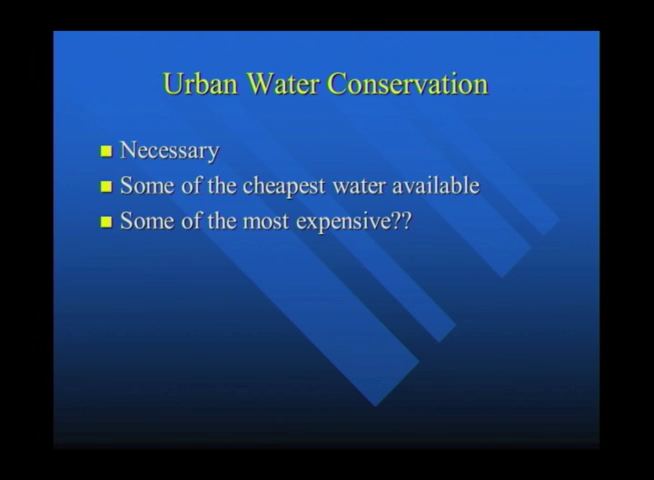 Urban Water Conservation
Necessary
Some of the cheapest water available
Some of the most expensive??